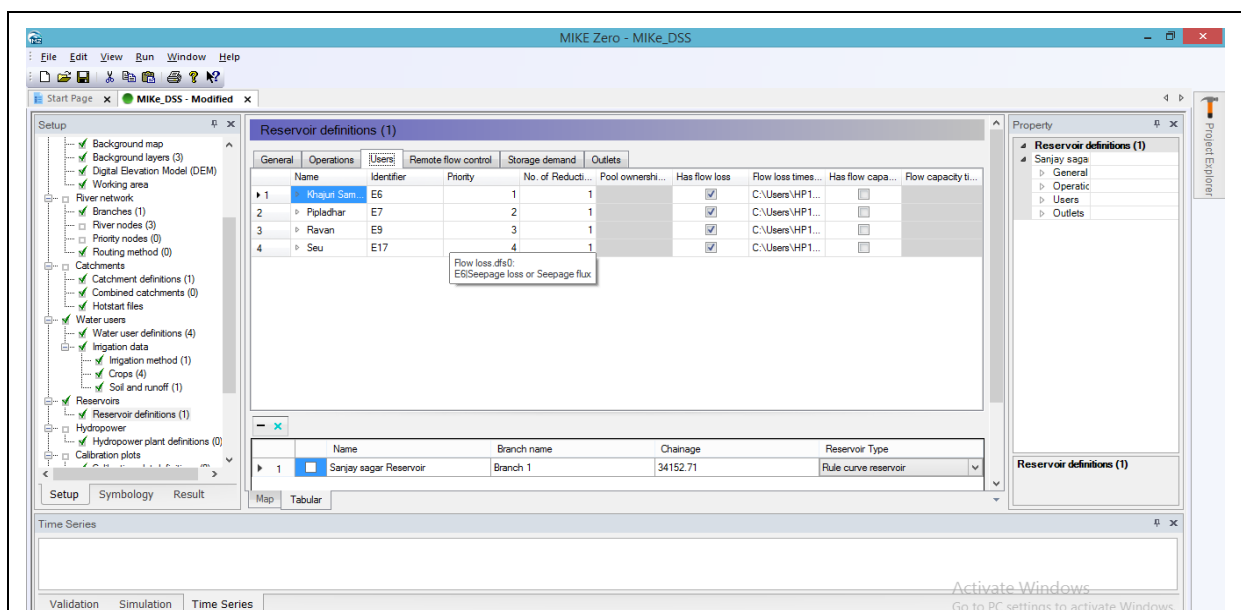 MIKE Zero - MIKe_DSS
File Edit View Run Window Help
Start Page MIKe_DSS - Modified
Setup
Background map
Background layers (3)
Digital Elevation Model (DEM)
Working area
River network
Branches (1)
River nodes (3)
Priority nodes (0)
Routing method (0)
Catchments
Catchment definitions (1)
Combined catchments (0)
Hotstart files
Water users
Water user definitions (4)
Irrigation data
Irrigation method (1)
Crops (4)
Soil and runoff (1)
Reservoirs
Reservoir definitions (1)
Hydropower
Hydropower plant definitions (0)
Calibration plots
Setup Symbology Result
Reservoir definitions (1)
General Operations Users Remote flow control Storage demand Outlets
Name Identifier Priority No. of Reducti... Pool ownershi... Has flow loss Flow loss times... Has flow capa... Flow capacity ti...
1 Khajuri Sam... E6 1 1 C:\Users\HP1...
2 Pipladhar E7 2 1 C:\Users\HP1...
3 Ravan E9 3 1 C:\Users\HP1...
4 Seu E17 4 1 C:\Users\HP1...
Flow loss.dfs0:
E6|Seepage loss or Seepage flux
Name Branch name Chainage Reservoir Type
1 Sanjay sagar Reservoir Branch 1 34152.71 Rule curve reservoir
Map Tabular
Property
Reservoir definitions (1)
Sanjay sagai
General
Operatic
Users
Outlets
Reservoir definitions (1)
Project Explorer
Time Series
Validation Simulation Time Series
Activate Windows
Go to PC settings to activate Windows.